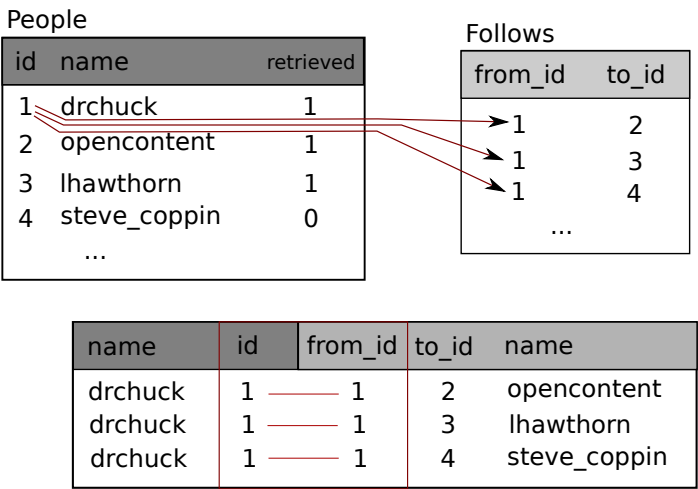 People
id name retrieved
1 drchuck 1
2 opencontent 1
3 lhawthorn 1
4 steve_coppin 0
...
Follows
from_id to_id
1 2
1 3
1 4
...
name id from_id to_id name
drchuck 1 1 2 opencontent
drchuck 1 1 3 lhawthorn
drchuck 1 1 4 steve_coppin